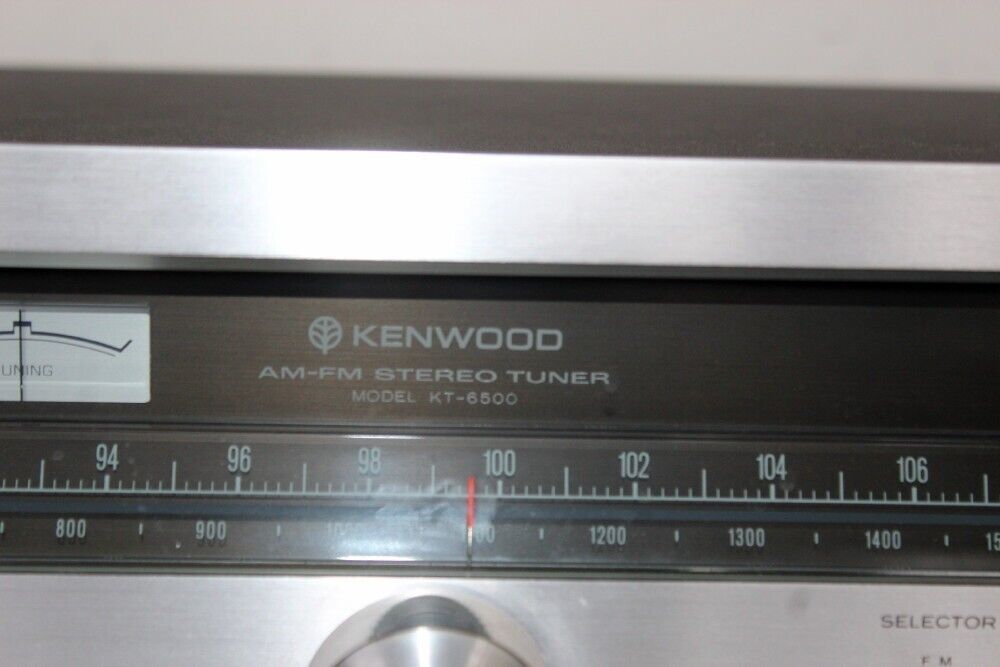 KENWOOD
AM-FM STEREO TUNER
MODEL KT-6500
94 96 98 100 102 104 106
800 900 1200 1300 1400
SELECTOR
FM